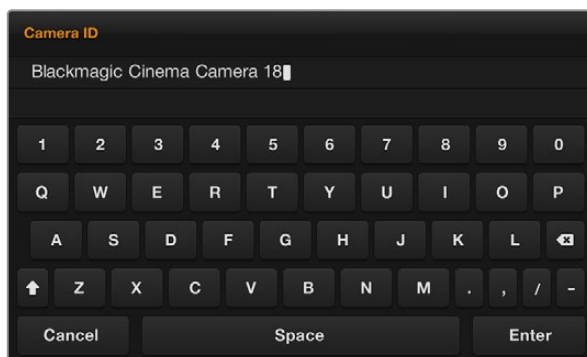 Camera ID
Blackmagic Cinema Camera 18
1 2 3 4 5 6 7 8 9 0
Q W E R T Y U I O P
A S D F G H J K L
Z X C V B N M . , / -
Cancel Space Enter